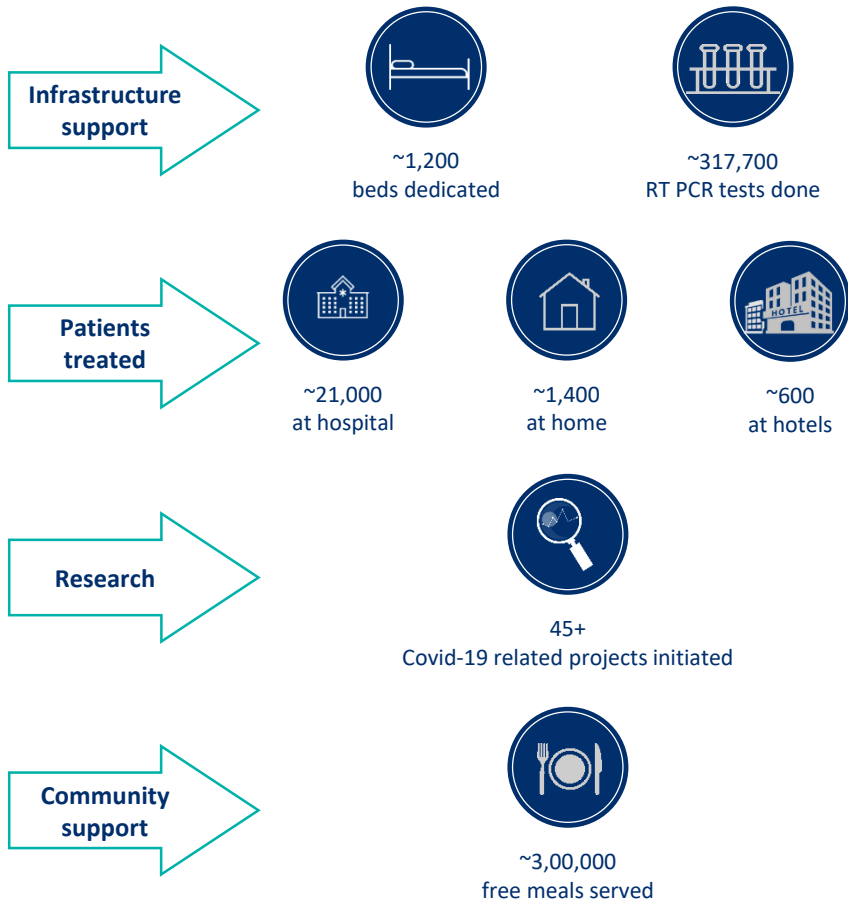 Infrastructure
support
~1,200
beds dedicated
~317,700
RT PCR tests done
Patients
treated
HOTEL
~21,000
at hospital
~1,400
at home
~600
at hotels
Research
45+
Covid-19 related projects initiated
Community
support
~3,00,000
free meals served